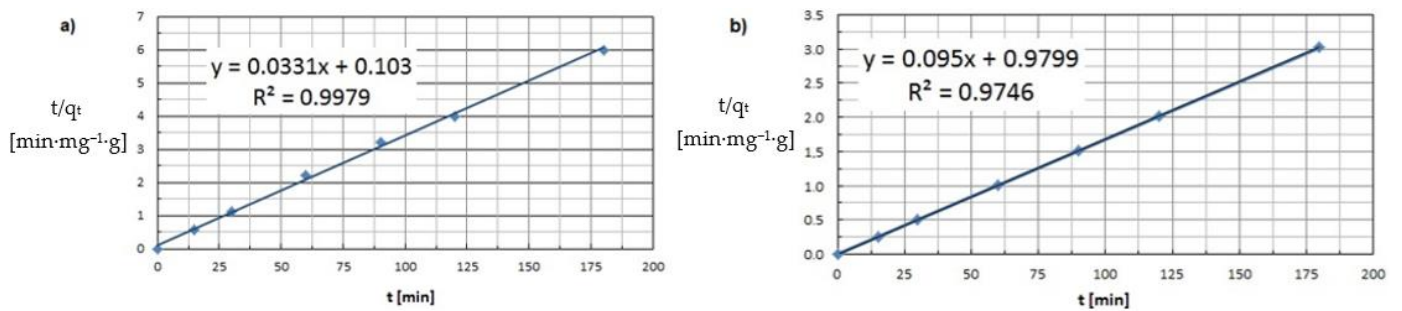 a)
7
6
5
4
3
2
1
0
y = 0.0331x + 0.103
R² = 0.9979
t/qₜ
[min·mg⁻¹·g]
0 25 50 75 100 125 150 175 200
t [min]
b)
3.5
3.0
2.5
2.0
1.5
1.0
0.5
0.0
y = 0.095x + 0.9799
R² = 0.9746
t/qₜ
[min·mg⁻¹·g]
0 25 50 75 100 125 150 175 200
t [min]